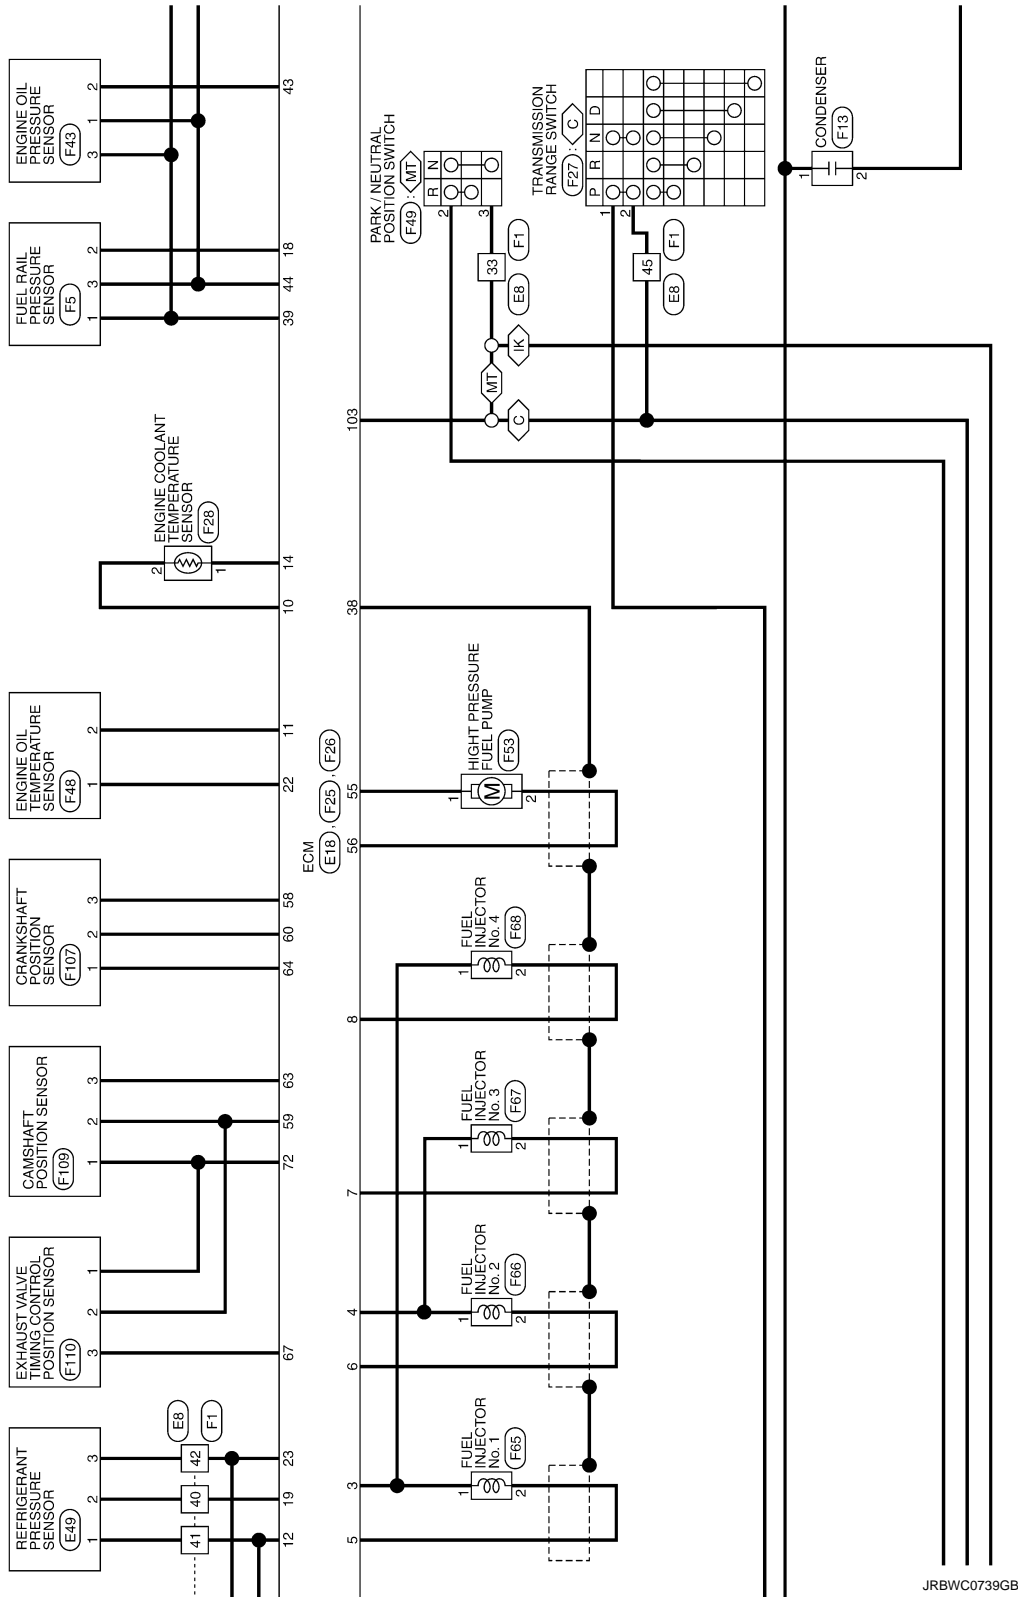 REFRIGERANT
PRESSURE
SENSOR
E49
1
2
3
41
40
42
E8
F1
12
19
23
EXHAUST VALVE
TIMING CONTROL
POSITION SENSOR
F110
3
2
1
67
CAMSHAFT
POSITION SENSOR
F109
1
2
3
72
59
63
CRANKSHAFT
POSITION
SENSOR
F107
1
2
3
64
60
58
ENGINE OIL
TEMPERATURE
SENSOR
F48
1
2
22
11
ENGINE COOLANT
TEMPERATURE
SENSOR
F28
2
1
10
14
FUEL RAIL
PRESSURE
SENSOR
F5
1
3
2
39
44
18
ENGINE OIL
PRESSURE
SENSOR
F43
3
1
2
43
ECM
E18 , F25 , F26
5
3
6
4
7
8
56
55
38
103
FUEL
INJECTOR
No. 1
F65
1
2
FUEL
INJECTOR
No. 2
F66
1
2
FUEL
INJECTOR
No. 3
F67
1
2
FUEL
INJECTOR
No. 4
F68
1
2
HIGHT PRESSURE
FUEL PUMP
F53
1
2
PARK / NEUTRAL
POSITION SWITCH
F49 : MT
R N
2
3
33
E8
F1
MT
IK
C
TRANSMISSION
RANGE SWITCH
F27 : C
P R N D
1
2
45
E8
F1
CONDENSER
F13
1
2
JRBWC0739GB